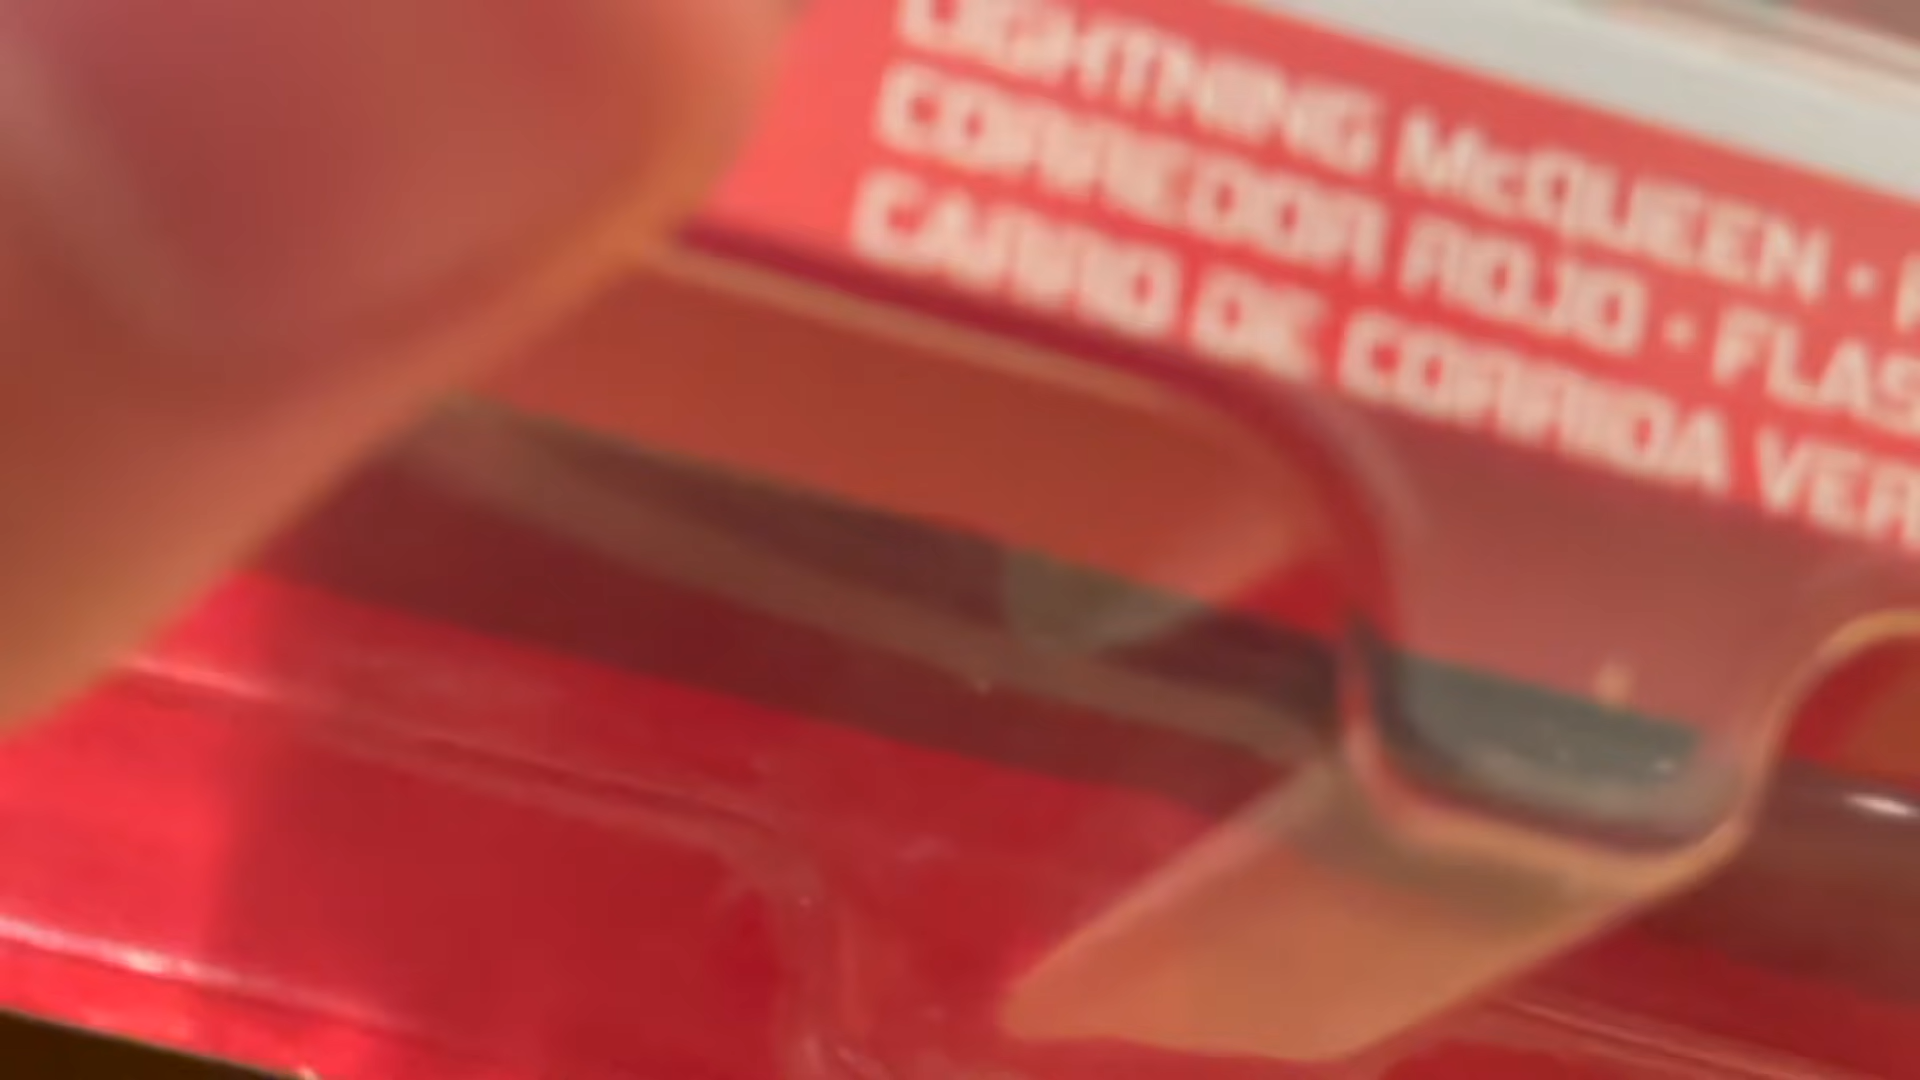 LIGHTNING McQUEEN •
CORREDOR ROJO • FLAS
CARRO DE CORRIDA VER